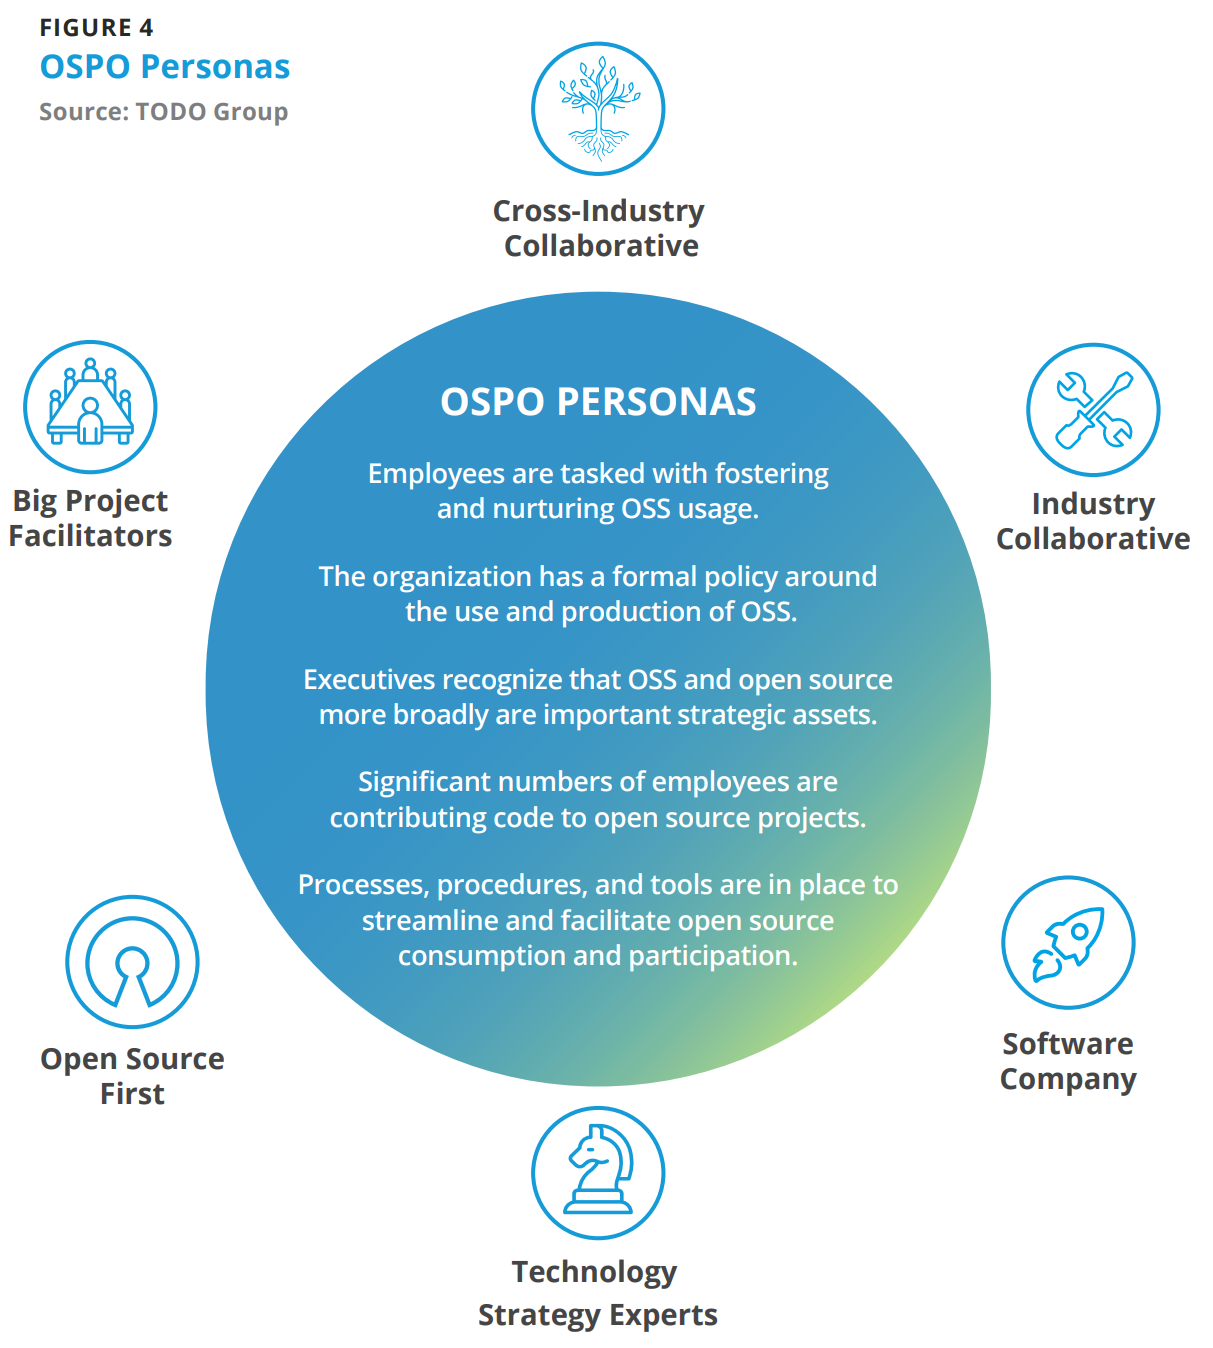 FIGURE 4
OSPO Personas
Source: TODO Group
Cross-Industry
Collaborative
Big Project
Facilitators
Industry
Collaborative
OSPO PERSONAS
Employees are tasked with fostering
and nurturing OSS usage.
The organization has a formal policy around
the use and production of OSS.
Executives recognize that OSS and open source
more broadly are important strategic assets.
Significant numbers of employees are
contributing code to open source projects.
Processes, procedures, and tools are in place to
streamline and facilitate open source
consumption and participation.
Open Source
First
Software
Company
Technology
Strategy Experts